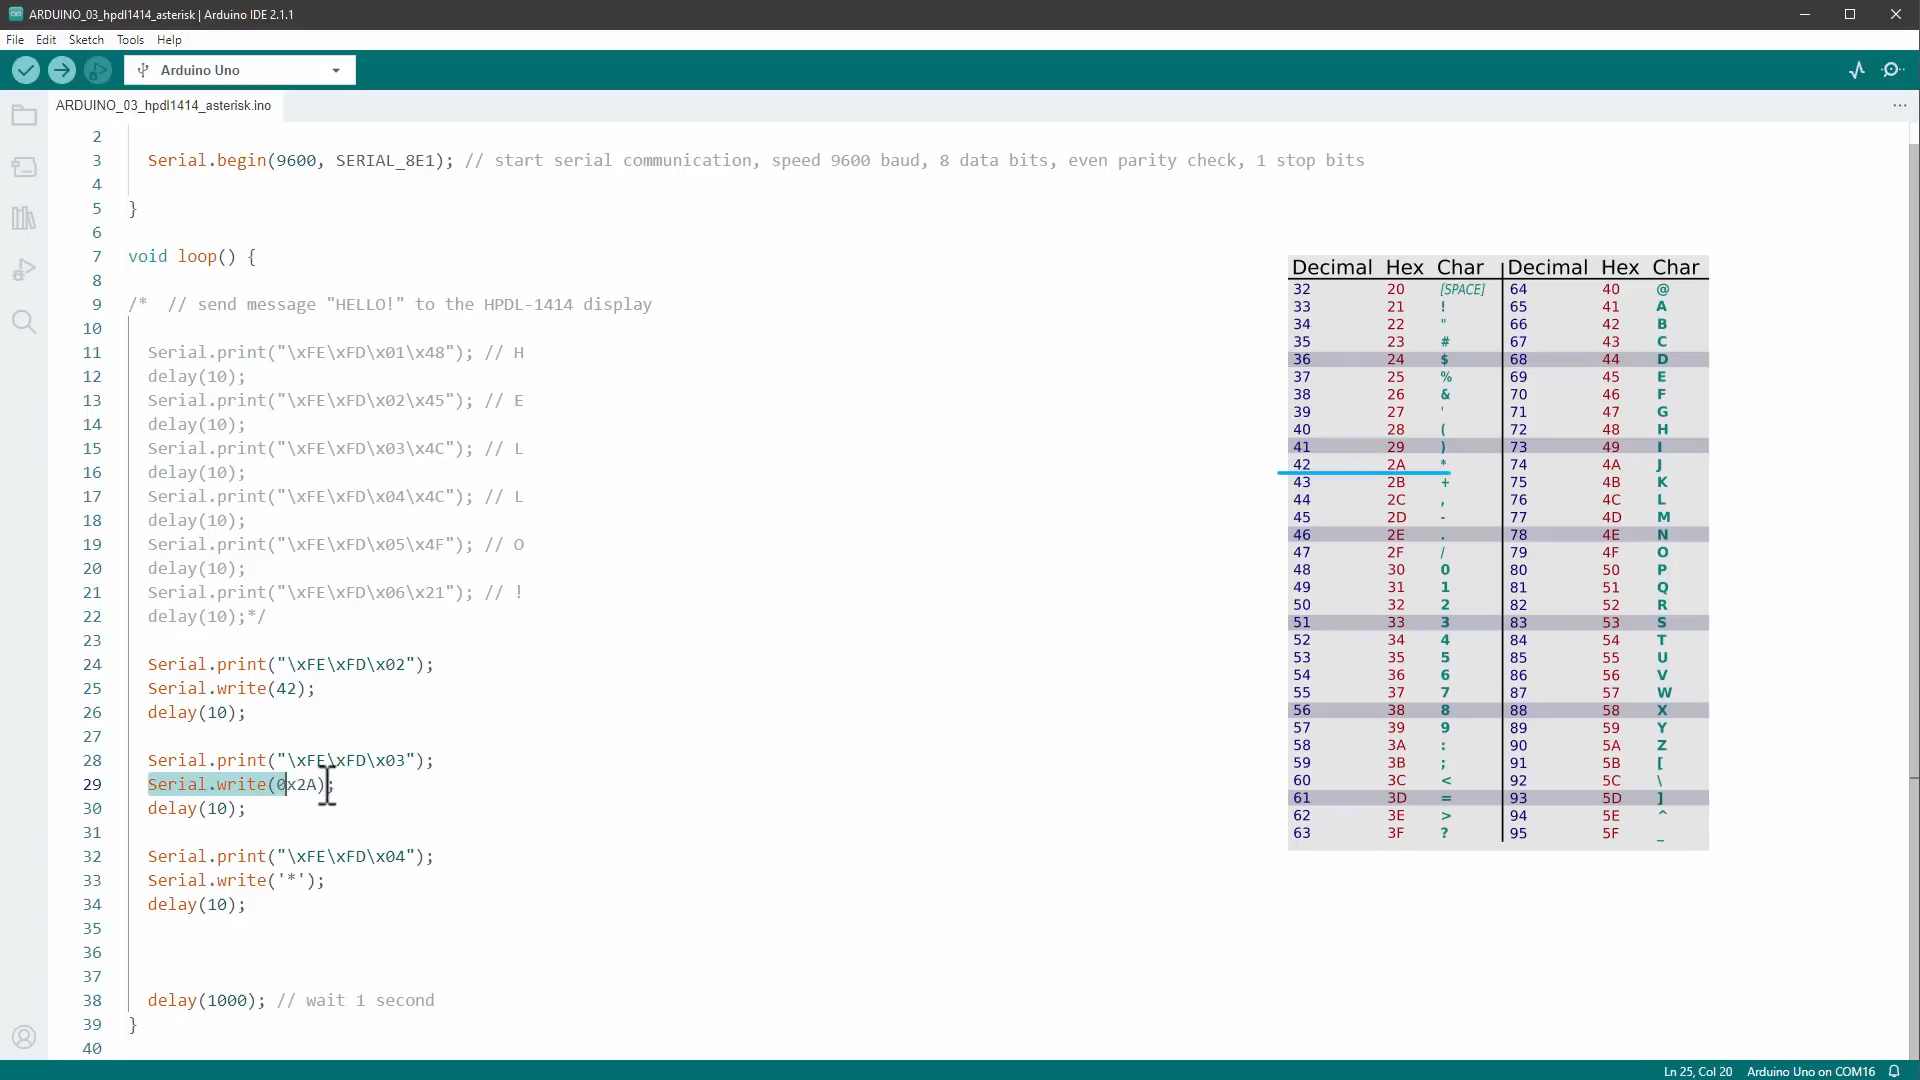 ARDUINO_03_hpdl1414_asterisk | Arduino IDE 2.1.1
File Edit Sketch Tools Help
Arduino Uno
ARDUINO_03_hpdl1414_asterisk.ino
2
3 Serial.begin(9600, SERIAL_8E1); // start serial communication, speed 9600 baud, 8 data bits, even parity check, 1 stop bits
4
5 }
6
7 void loop() {
8
9 /* // send message "HELLO!" to the HPDL-1414 display
10
11 Serial.print("\xFE\xFD\x01\x48"); // H
12 delay(10);
13 Serial.print("\xFE\xFD\x02\x45"); // E
14 delay(10);
15 Serial.print("\xFE\xFD\x03\x4C"); // L
16 delay(10);
17 Serial.print("\xFE\xFD\x04\x4C"); // L
18 delay(10);
19 Serial.print("\xFE\xFD\x05\x4F"); // O
20 delay(10);
21 Serial.print("\xFE\xFD\x06\x21"); // !
22 delay(10);*/
23
24 Serial.print("\xFE\xFD\x02");
25 Serial.write(42);
26 delay(10);
27
28 Serial.print("\xFE\xFD\x03");
29 Serial.write(0x2A);
30 delay(10);
31
32 Serial.print("\xFE\xFD\x04");
33 Serial.write('*');
34 delay(10);
35
36
37
38 delay(1000); // wait 1 second
39 }
40
Decimal Hex Char Decimal Hex Char
32 20 [SPACE] 64 40 @
33 21 ! 65 41 A
34 22 " 66 42 B
35 23 # 67 43 C
36 24 $ 68 44 D
37 25 % 69 45 E
38 26 & 70 46 F
39 27 ' 71 47 G
40 28 ( 72 48 H
41 29 ) 73 49 I
42 2A * 74 4A J
43 2B + 75 4B K
44 2C , 76 4C L
45 2D - 77 4D M
46 2E . 78 4E N
47 2F / 79 4F O
48 30 0 80 50 P
49 31 1 81 51 Q
50 32 2 82 52 R
51 33 3 83 53 S
52 34 4 84 54 T
53 35 5 85 55 U
54 36 6 86 56 V
55 37 7 87 57 W
56 38 8 88 58 X
57 39 9 89 59 Y
58 3A : 90 5A Z
59 3B ; 91 5B [
60 3C < 92 5C \
61 3D = 93 5D ]
62 3E > 94 5E ^
63 3F ? 95 5F _
Ln 25, Col 20 Arduino Uno on COM16